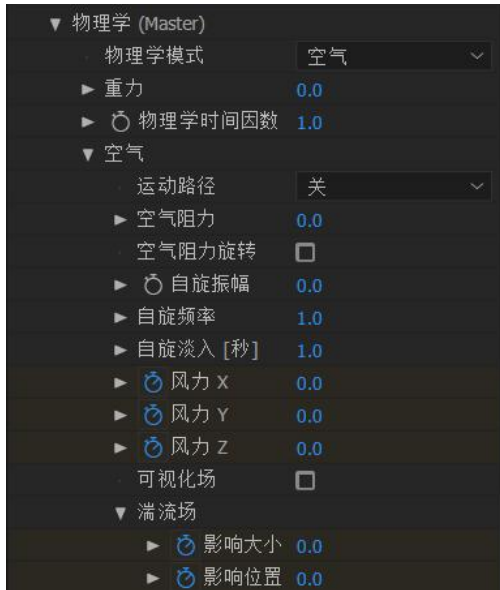 物理学 (Master)
物理学模式 空气
重力 0.0
物理学时间因数 1.0
空气
运动路径 关
空气阻力 0.0
空气阻力旋转
自旋振幅 0.0
自旋频率 1.0
自旋淡入 [秒] 1.0
风力 X 0.0
风力 Y 0.0
风力 Z 0.0
可视化场
湍流场
影响大小 0.0
影响位置 0.0